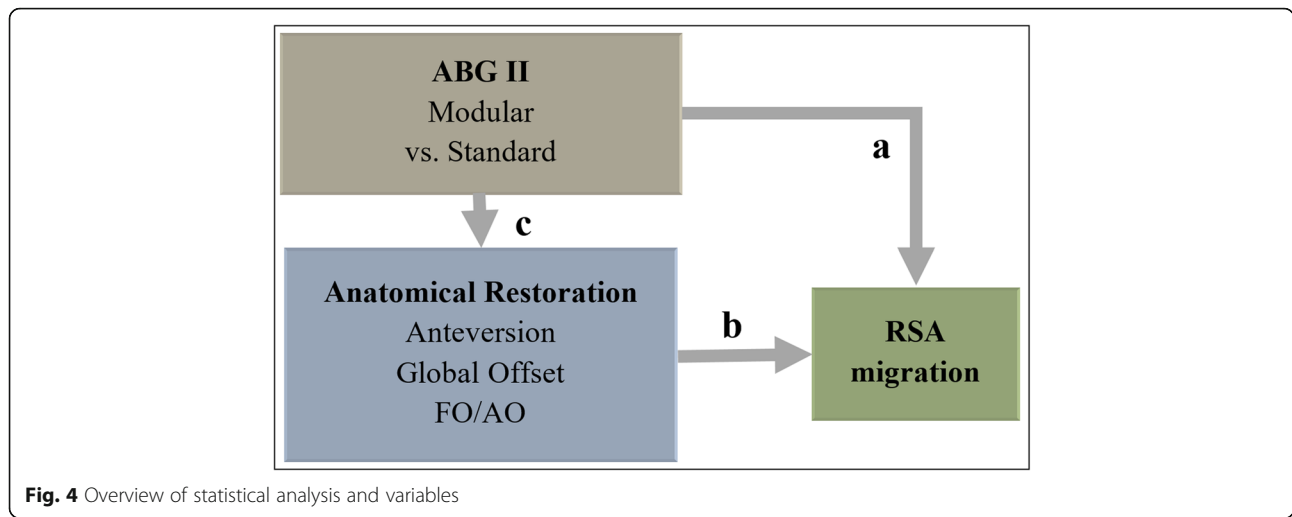 ABG II
Modular
vs. Standard
a
c
Anatomical Restoration
Anteversion
Global Offset
FO/AO
b
RSA
migration
Fig. 4 Overview of statistical analysis and variables